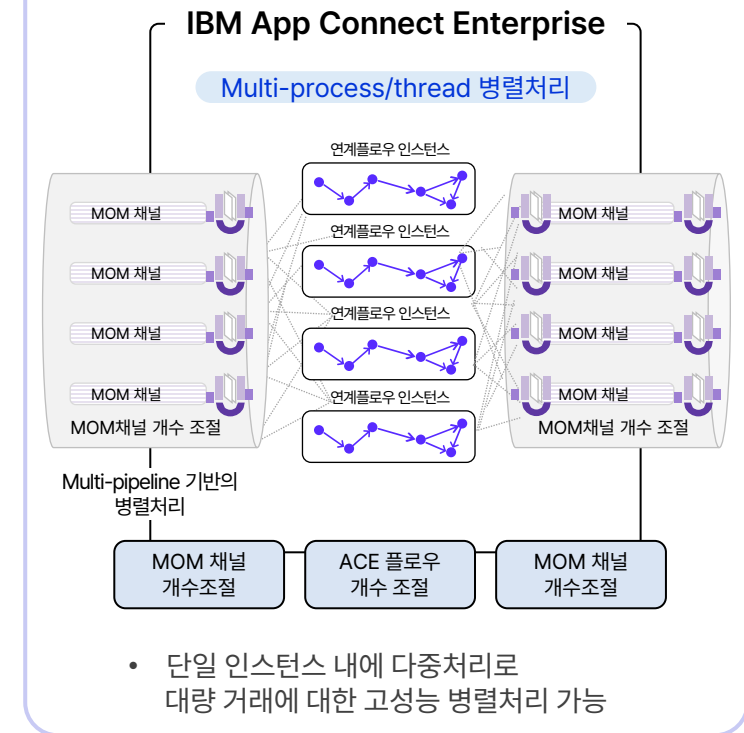 IBM App Connect Enterprise
Multi-process/thread 병렬처리
연계플로우 인스턴스
MOM 채널
MOM 채널
MOM 채널
MOM 채널
MOM채널 개수 조절
연계플로우 인스턴스
연계플로우 인스턴스
연계플로우 인스턴스
MOM 채널
MOM 채널
MOM 채널
MOM 채널
MOM채널 개수 조절
Multi-pipeline 기반의
병렬처리
MOM 채널
개수조절
ACE 플로우
개수 조절
MOM 채널
개수조절
• 단일 인스턴스 내에 다중처리로
대량 거래에 대한 고성능 병렬처리 가능